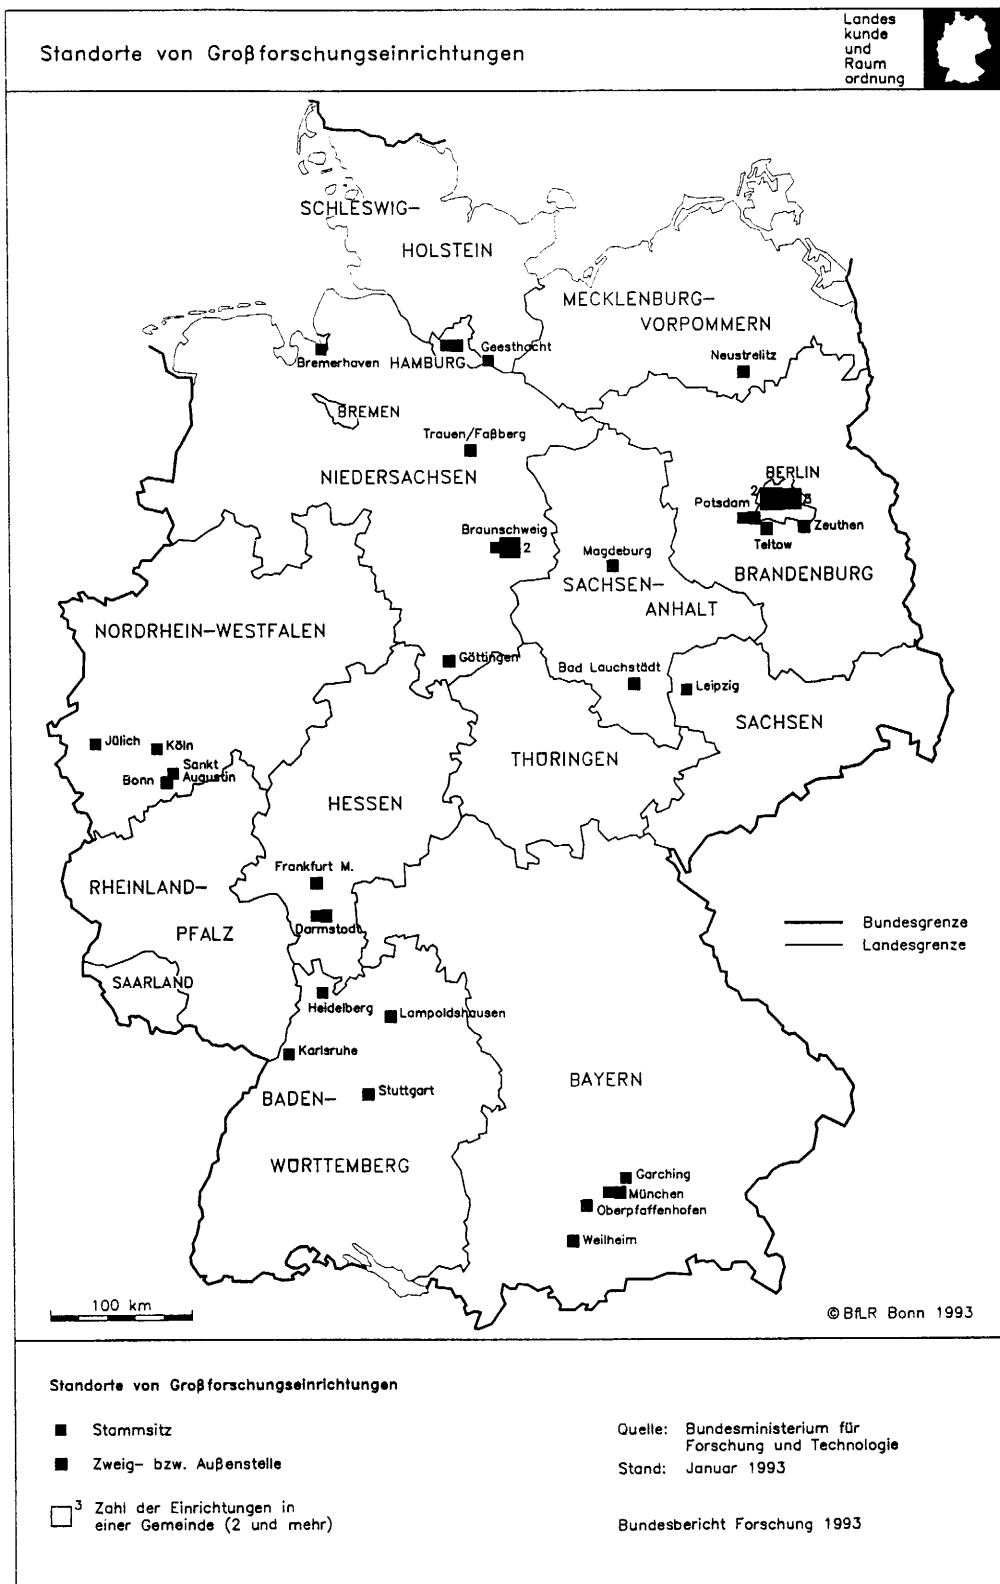 Standorte von Großforschungseinrichtungen
Landes
kunde
und
Raum
ordnung
SCHLESWIG–
HOLSTEIN
MECKLENBURG–
VORPOMMERN
Neustrelitz
Bremerhaven
HAMBURG
Geesthacht
BREMEN
Trauen/Faßberg
NIEDERSACHSEN
BERLIN
2
3
Potsdam
Zeuthen
Teltow
Braunschweig
2
Magdeburg
SACHSEN–
ANHALT
BRANDENBURG
NORDRHEIN–WESTFALEN
Göttingen
Bad Lauchstädt
Leipzig
SACHSEN
Jülich
Köln
Sankt
Augustin
Bonn
THÜRINGEN
HESSEN
Frankfurt M.
RHEINLAND–
PFALZ
Darmstadt
SAARLAND
Bundesgrenze
Landesgrenze
Heidelberg
Lampoldshausen
Karlsruhe
Stuttgart
BADEN–
WÜRTTEMBERG
BAYERN
Garching
München
Oberpfaffenhofen
Weilheim
100 km
© BfLR Bonn 1993
Standorte von Großforschungseinrichtungen
Stammsitz
Zweig– bzw. Außenstelle
3 Zahl der Einrichtungen in
einer Gemeinde (2 und mehr)
Quelle: Bundesministerium für
Forschung und Technologie
Stand: Januar 1993
Bundesbericht Forschung 1993